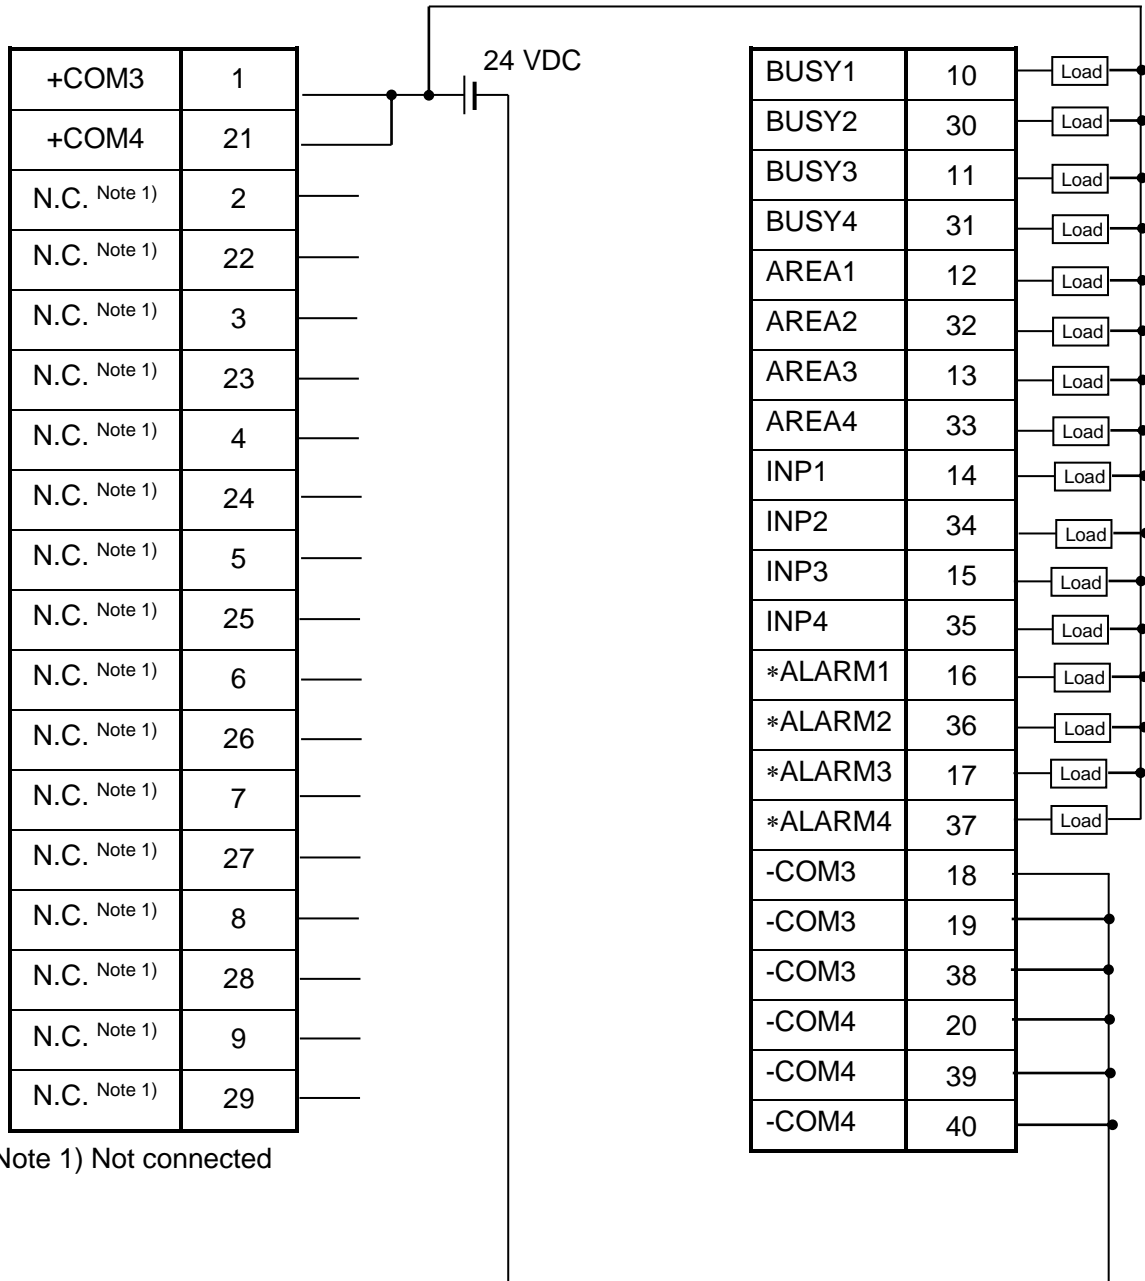 24 VDC
+COM3 1
+COM4 21
N.C. Note 1) 2
N.C. Note 1) 22
N.C. Note 1) 3
N.C. Note 1) 23
N.C. Note 1) 4
N.C. Note 1) 24
N.C. Note 1) 5
N.C. Note 1) 25
N.C. Note 1) 6
N.C. Note 1) 26
N.C. Note 1) 7
N.C. Note 1) 27
N.C. Note 1) 8
N.C. Note 1) 28
N.C. Note 1) 9
N.C. Note 1) 29
Note 1) Not connected
BUSY1 10 Load
BUSY2 30 Load
BUSY3 11 Load
BUSY4 31 Load
AREA1 12 Load
AREA2 32 Load
AREA3 13 Load
AREA4 33 Load
INP1 14 Load
INP2 34 Load
INP3 15 Load
INP4 35 Load
*ALARM1 16 Load
*ALARM2 36 Load
*ALARM3 17 Load
*ALARM4 37 Load
-COM3 18
-COM3 19
-COM3 38
-COM4 20
-COM4 39
-COM4 40